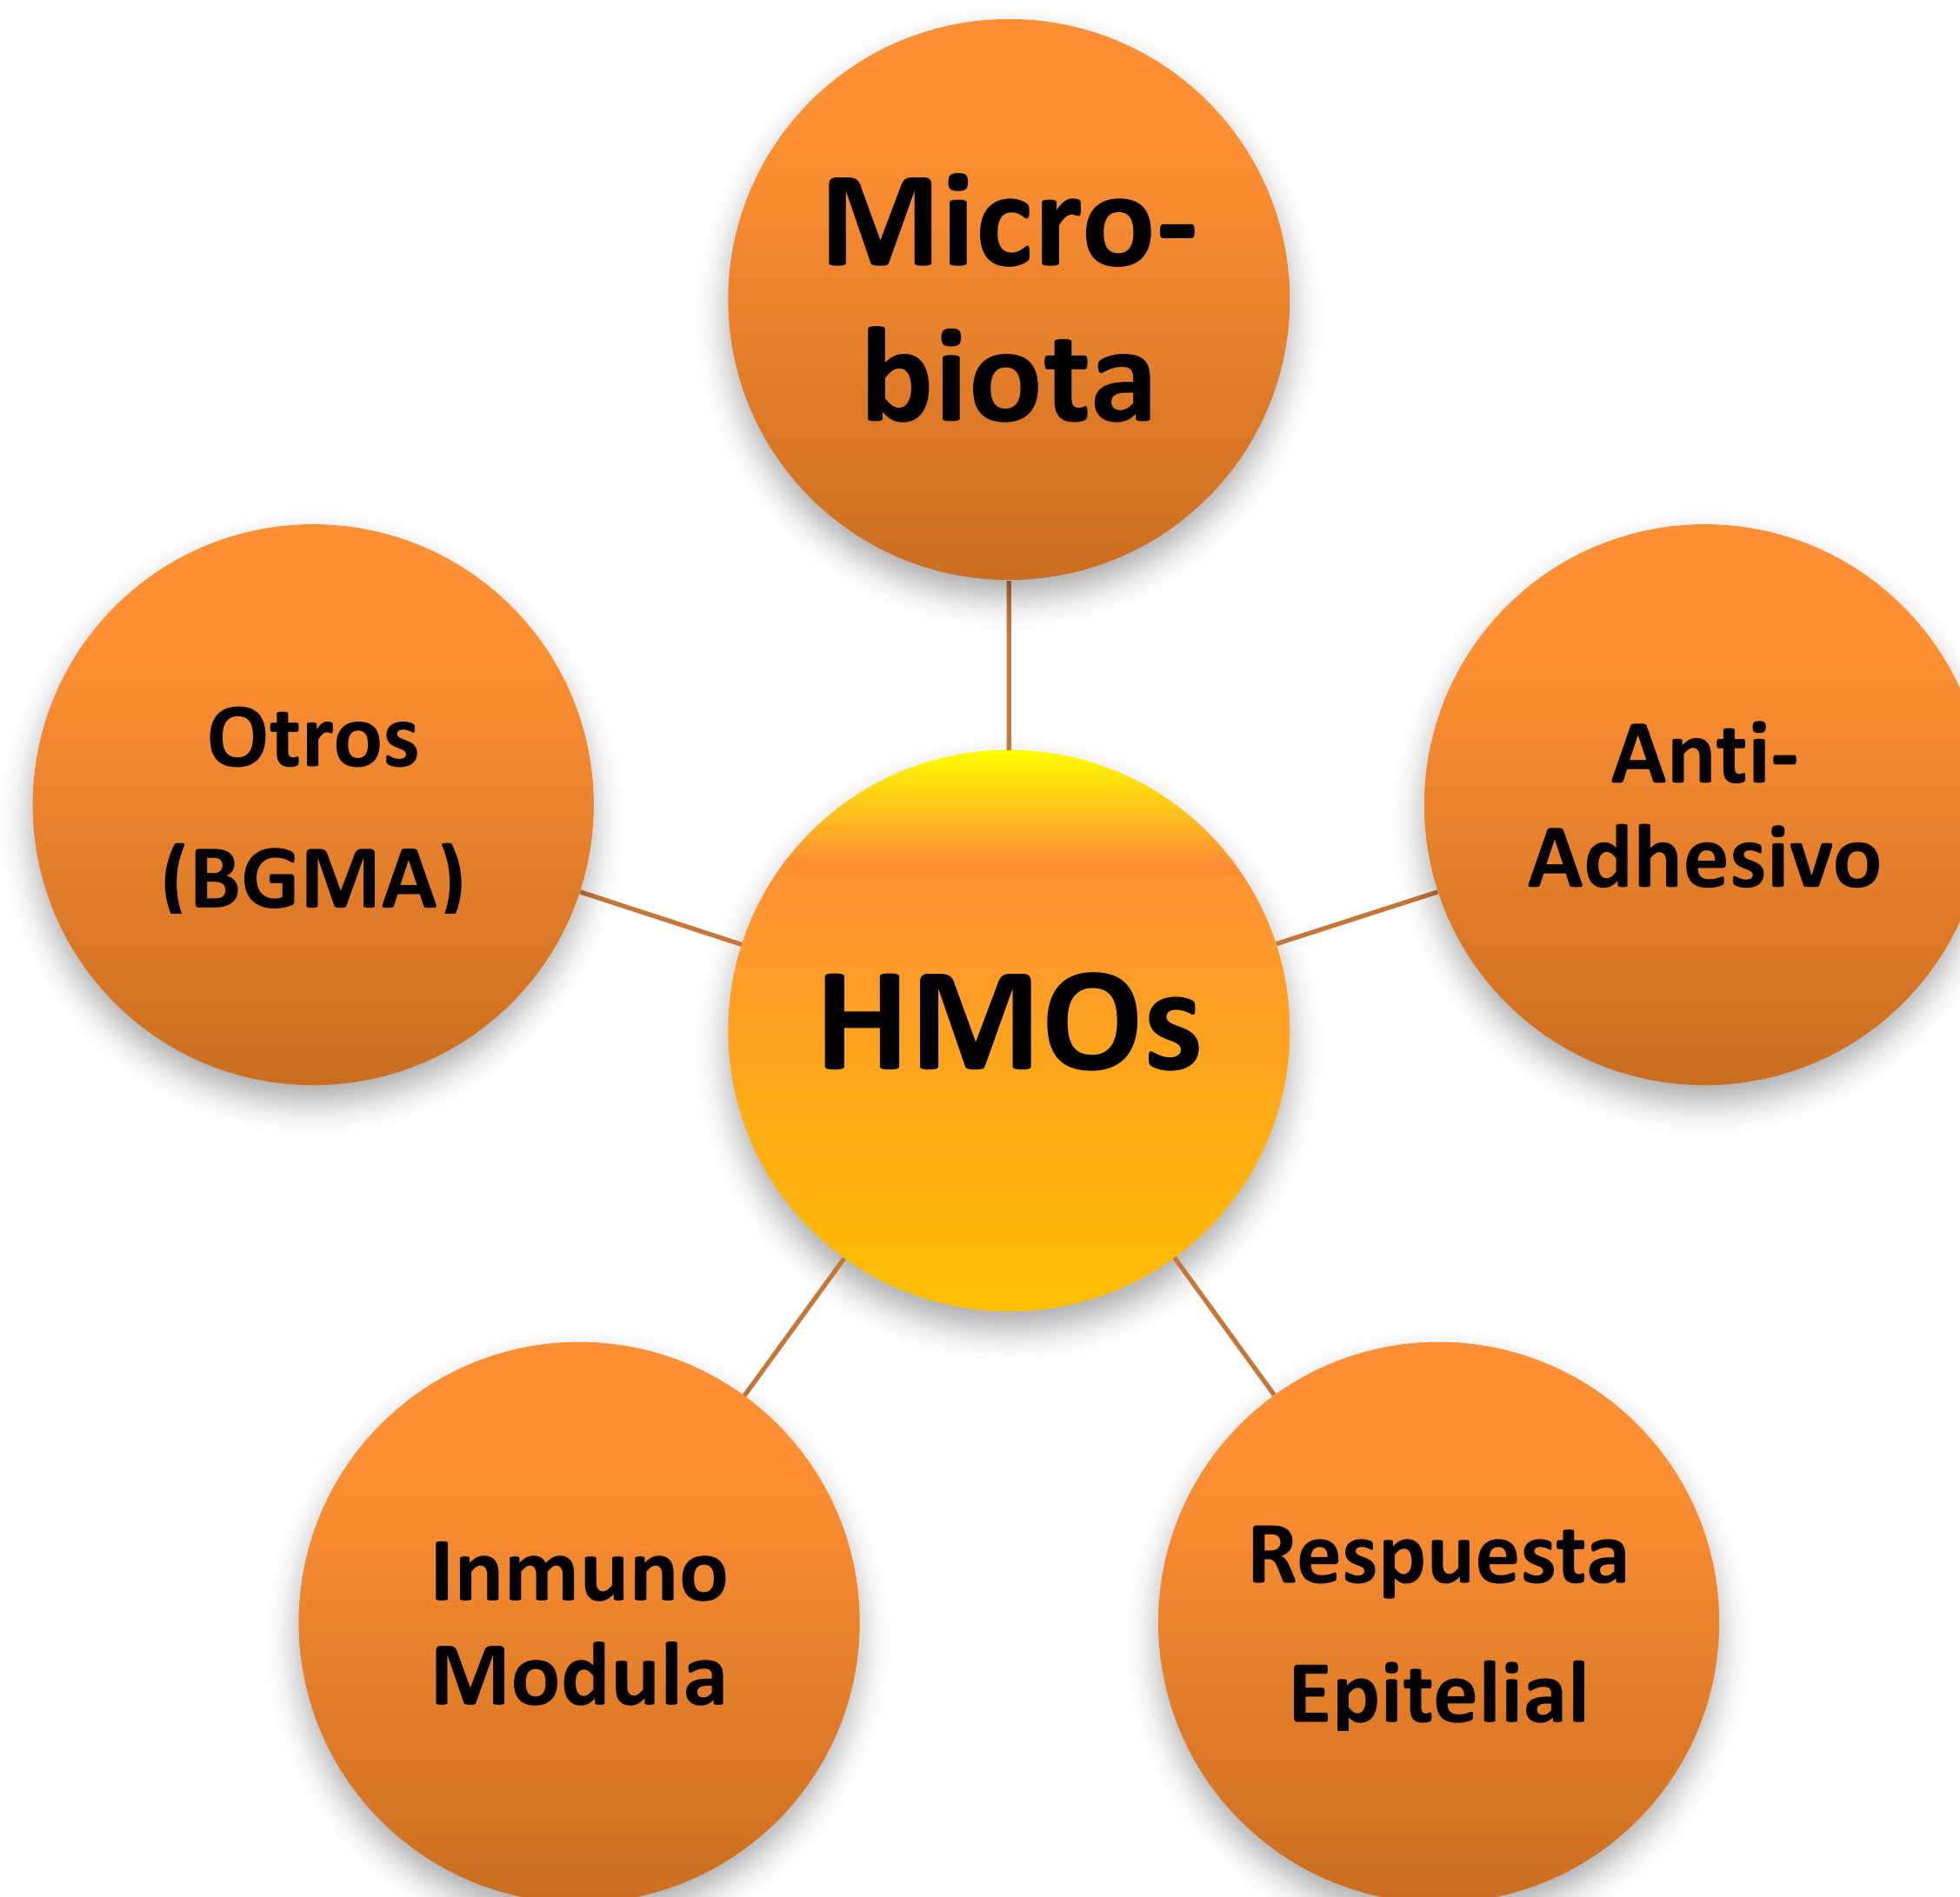 Micro-
biota
Otros
(BGMA)
Anti-
Adhesivo
HMOs
Inmuno
Modula
Respuesta
Epitelial